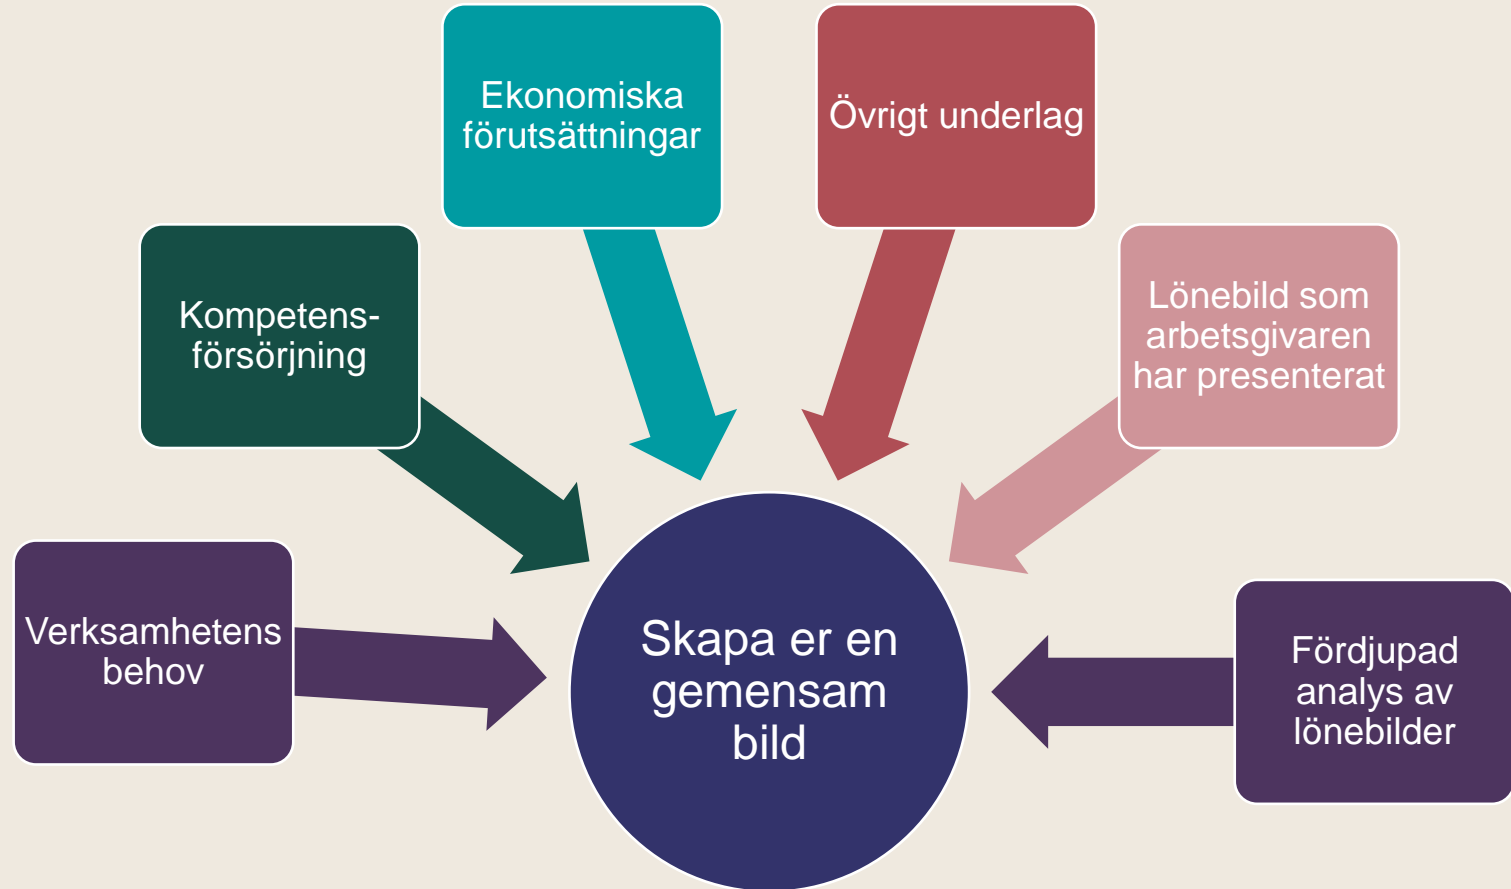 Ekonomiska
förutsättningar
Övrigt underlag
Kompetens-
försörjning
Lönebild som
arbetsgivaren
har presenterat
Verksamhetens
behov
Skapa er en
gemensam
bild
Fördjupad
analys av
lönebilder